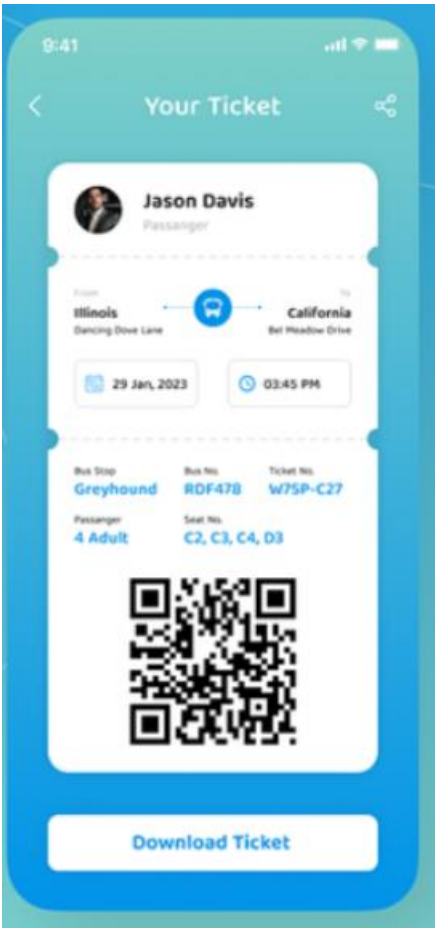 9:41
Your Ticket
Jason Davis
Passanger
From To
Illinois California
Dancing Dove Lane Bel Meadow Drive
29 Jan, 2023 03:45 PM
Bus Stop Bus No. Ticket No.
Greyhound RDF478 W75P-C27
Passanger Seat No.
4 Adult C2, C3, C4, D3
Download Ticket